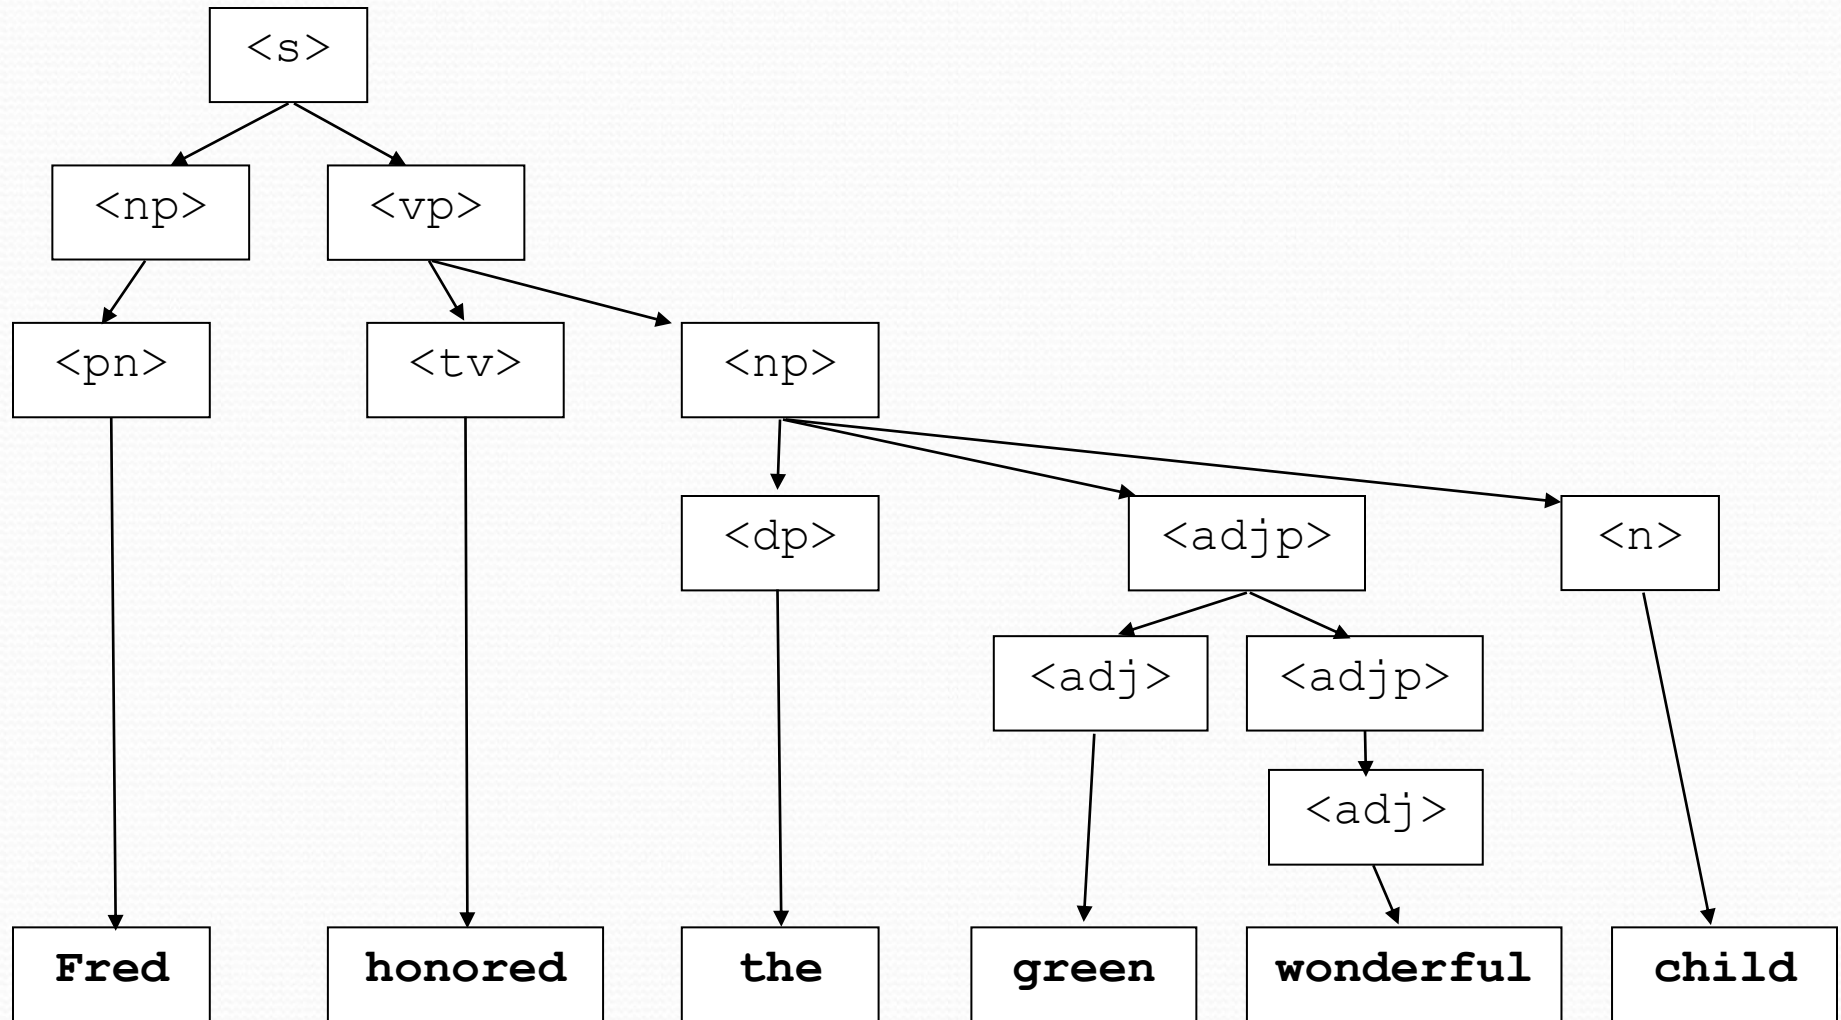 <s>
<np> <vp>
<pn> <tv> <np>
<dp> <adjp> <n>
<adj> <adjp>
<adj>
Fred honored the green wonderful child